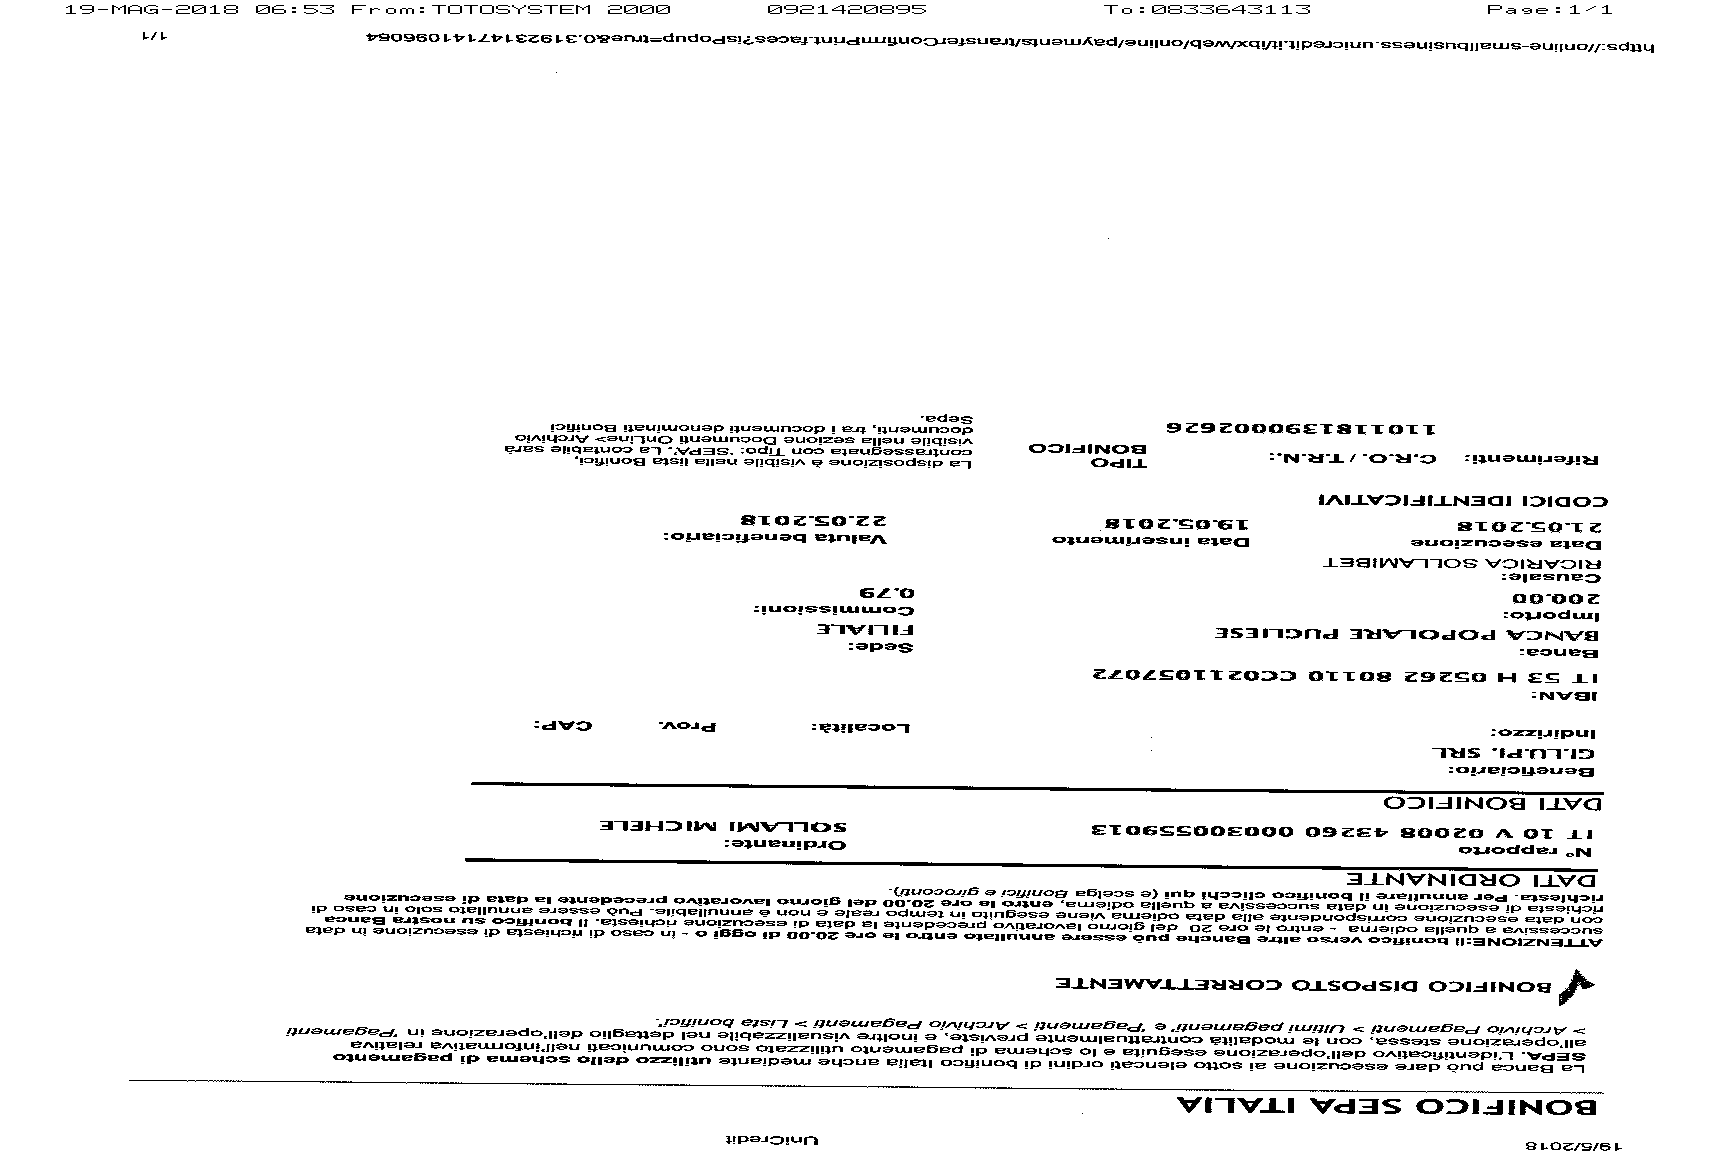 19-MAG-2018 06:53 From:TOTOSYSTEM 2000 0921420895 To:0833643113 Page:1/1
19/5/2018 UniCredit
BONIFICO SEPA ITALIA
La Banca può dare esecuzione ai sotto elencati ordini di bonifico Italia anche mediante utilizzo dello schema di pagamento
SEPA. L'identificativo dell'operazione eseguita e lo schema di pagamento utilizzato sono comunicati nell'informativa relativa
all'operazione stessa, con le modalità contrattualmente previste, e inoltre visualizzabile nel dettaglio dell'operazione in "Pagamenti
> Archivio Pagamenti > Ultimi pagamenti" e "Pagamenti > Archivio Pagamenti > Liste bonifici".
BONIFICO DISPOSTO CORRETTAMENTE
ATTENZIONE:Il bonifico verso altre Banche può essere annullato entro le ore 20.00 di oggi o - in caso di richiesta di esecuzione in data
successiva a quella odierna - entro le ore 20 del giorno lavorativo precedente la data di esecuzione richiesta. Il bonifico su nostra Banca
con data esecuzione corrispondente alla data odierna viene eseguito in tempo reale e non è annullabile. Può essere annullato solo in caso di
richiesta di esecuzione in data successiva a quella odierna, entro le ore 20.00 del giorno lavorativo precedente la data di esecuzione
richiesta. Per annullare il bonifico clicchi qui (e scelga Bonifici e giroconti).
DATI ORDINANTE
N° rapporto Ordinante:
IT 10 V 02008 43260 000300559013 SOLLAMI MICHELE
DATI BONIFICO
Beneficiario:
GI.LU.PI. SRL
Indirizzo: Località: Prov. CAP:
IBAN:
IT 53 H 05262 80110 CC0211057072
Banca: Sede:
BANCA POPOLARE PUGLIESE FILIALE
Importo: Commissioni:
200.00 0.79
Causale:
RICARICA SOLLAMIBET
Data esecuzione Data inserimento Valuta beneficiario:
21.05.2018 19.05.2018 22.05.2018
CODICI IDENTIFICATIVI
Riferimenti: C.R.O. / T.R.N.: TIPO La disposizione è visibile nella lista Bonifici,
BONIFICO contrassegnata con Tipo: "SEPA". La contabile sarà
1101181390002626 visibile nella sezione Documenti OnLine> Archivio
documenti, tra i documenti denominati Bonifici
Sepa.
https://online-smallbusiness.unicredit.it/ibx/web/online/payments/transferConfirmPrint.faces?isPopup=true&0.31923147141096064 1/1